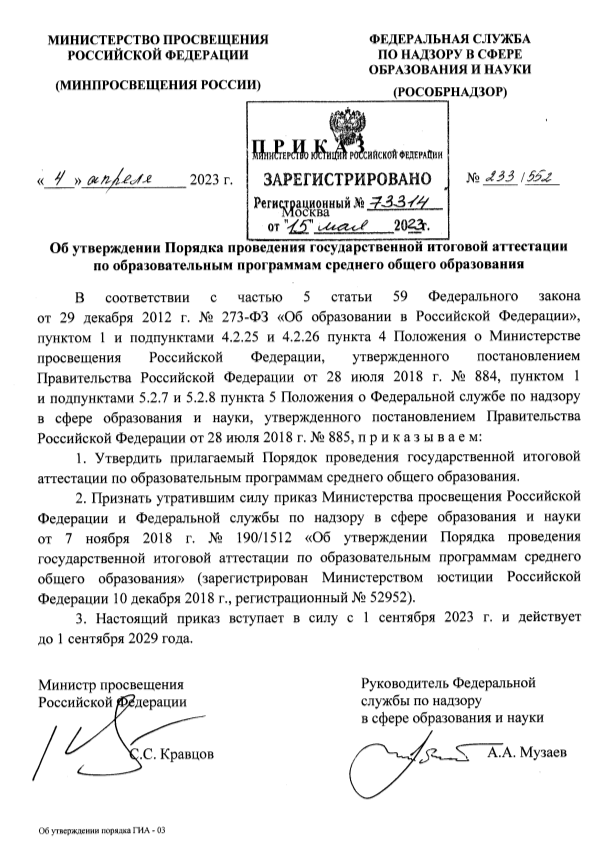 МИНИСТЕРСТВО ПРОСВЕЩЕНИЯ
РОССИЙСКОЙ ФЕДЕРАЦИИ
(МИНПРОСВЕЩЕНИЯ РОССИИ)
ФЕДЕРАЛЬНАЯ СЛУЖБА
ПО НАДЗОРУ В СФЕРЕ
ОБРАЗОВАНИЯ И НАУКИ
(РОСОБРНАДЗОР)
П Р И К А З
МИНИСТЕРСТВО ЮСТИЦИИ РОССИЙСКОЙ ФЕДЕРАЦИИ
ЗАРЕГИСТРИРОВАНО
Регистрационный № 73314
от "15" мая 2023г.
« 4 » апреля 2023 г.
Москва
№ 233 / 552
Об утверждении Порядка проведения государственной итоговой аттестации
по образовательным программам среднего общего образования
В соответствии с частью 5 статьи 59 Федерального закона
от 29 декабря 2012 г. № 273-ФЗ «Об образовании в Российской Федерации»,
пунктом 1 и подпунктами 4.2.25 и 4.2.26 пункта 4 Положения о Министерстве
просвещения Российской Федерации, утвержденного постановлением
Правительства Российской Федерации от 28 июля 2018 г. № 884, пунктом 1
и подпунктами 5.2.7 и 5.2.8 пункта 5 Положения о Федеральной службе по надзору
в сфере образования и науки, утвержденного постановлением Правительства
Российской Федерации от 28 июля 2018 г. № 885, п р и к а з ы в а е м:
1. Утвердить прилагаемый Порядок проведения государственной итоговой
аттестации по образовательным программам среднего общего образования.
2. Признать утратившим силу приказ Министерства просвещения Российской
Федерации и Федеральной службы по надзору в сфере образования и науки
от 7 ноября 2018 г. № 190/1512 «Об утверждении Порядка проведения
государственной итоговой аттестации по образовательным программам среднего
общего образования» (зарегистрирован Министерством юстиции Российской
Федерации 10 декабря 2018 г., регистрационный № 52952).
3. Настоящий приказ вступает в силу с 1 сентября 2023 г. и действует
до 1 сентября 2029 года.
Министр просвещения
Российской Федерации
С.С. Кравцов
Руководитель Федеральной
службы по надзору
в сфере образования и науки
А.А. Музаев
Об утверждении порядка ГИА - 03